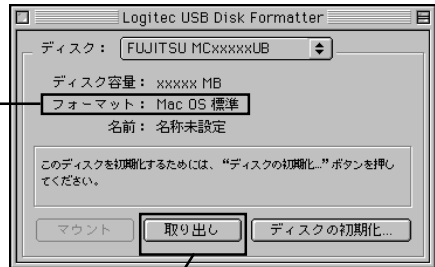 Logitec USB Disk Formatter
ディスク： FUJITSU MCxxxxxUB
ディスク容量： xxxxx MB
フォーマット： Mac OS 標準
名前： 名称未設定
このディスクを初期化するためには、“ディスクの初期化...”ボタンを押し
てください。
マウント 取り出し ディスクの初期化...